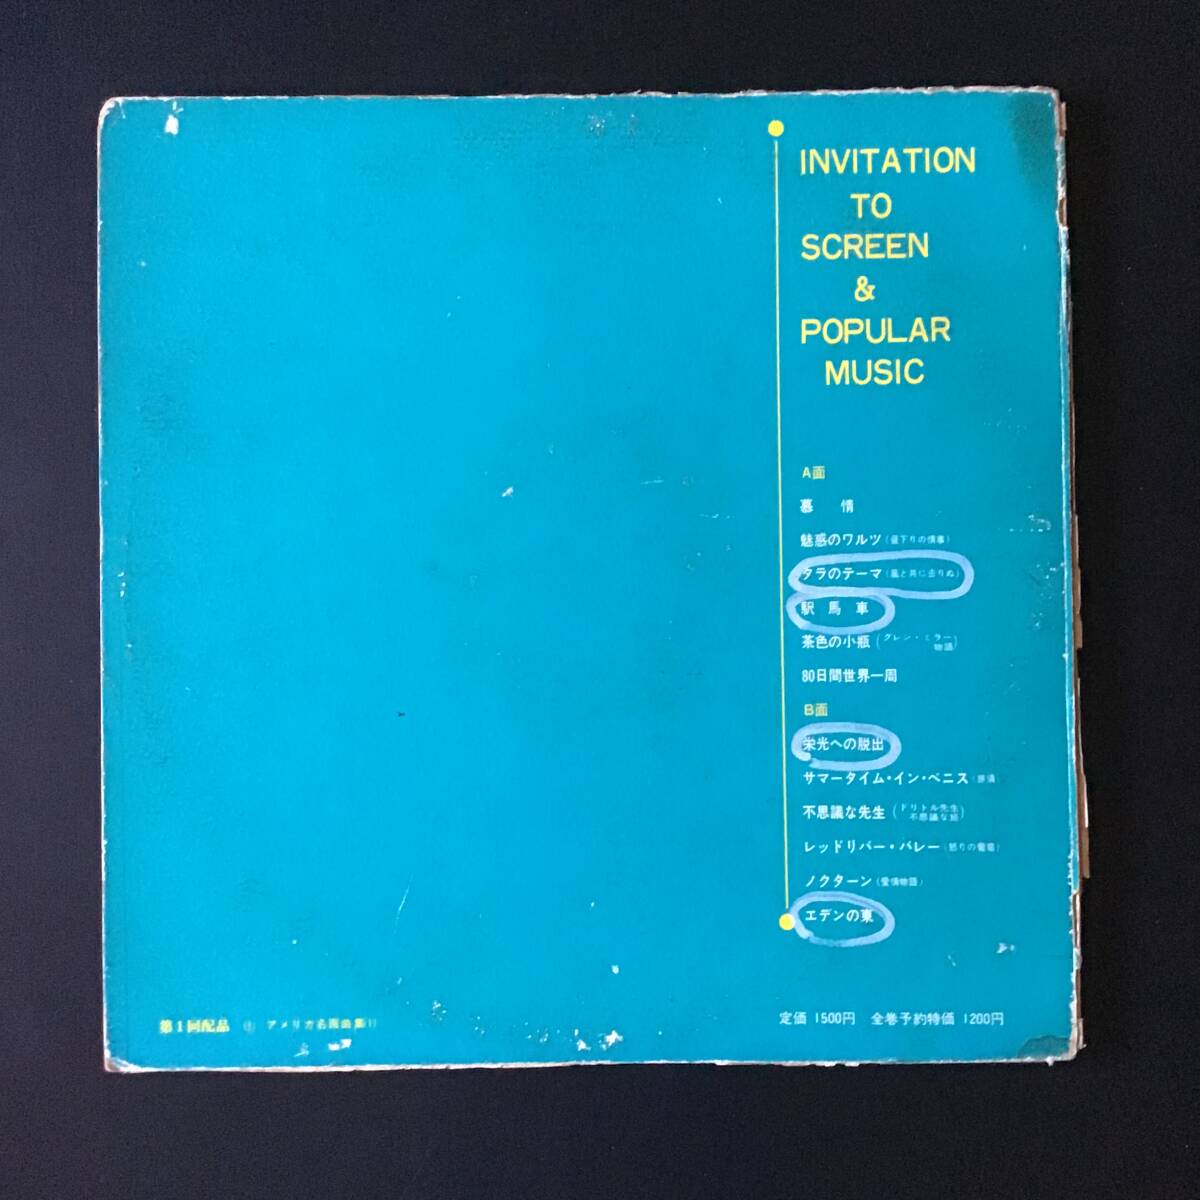 INVITATION
TO
SCREEN
&
POPULAR
MUSIC
A面
慕 情
魅惑のワルツ(昼下りの情事)
タラのテーマ(風と共に去りぬ)
駅馬車
茶色の小瓶(グレン・ミラー物語)
80日間世界一周
B面
栄光への脱出
サマータイム・イン・ベニス(旅情)
不思議な先生(ドリトル先生不思議な旅)
レッドリバー・バレー(怒りの葡萄)
ノクターン(愛情物語)
エデンの東
第1回配品 ① アメリカ名画曲集
定価 1500円 全巻予約特価 1200円